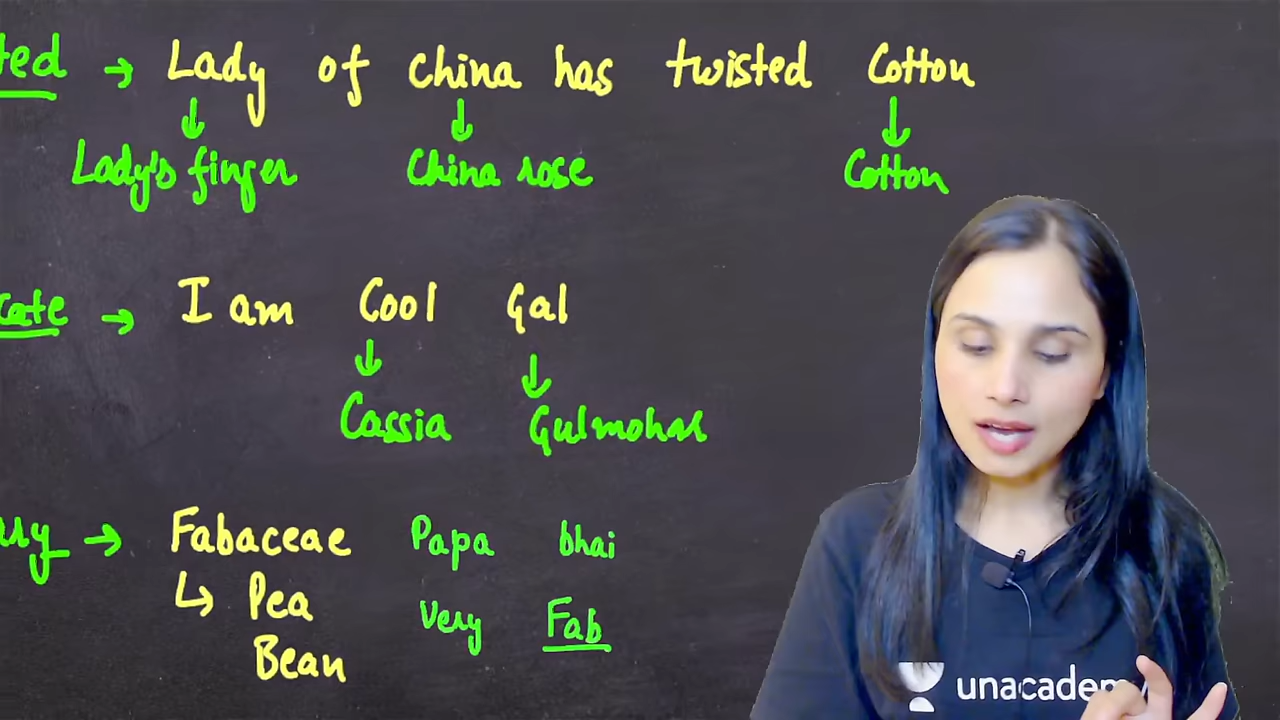 ted → Lady of China has twisted Cotton
Lady's finger China rose Cotton
cate → I am Cool Gal
Cassia Gulmohar
ry → Fabaceae Papa bhai
↳ Pea Very Fab
Bean
unacadem